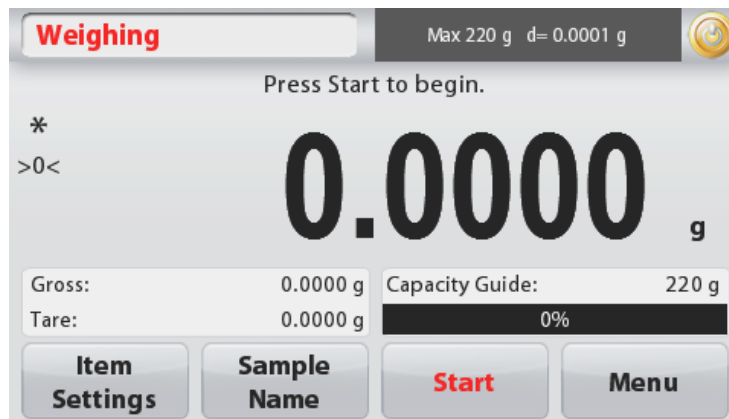 Weighing
Max 220 g d= 0.0001 g
Press Start to begin.
*
>0<
0.0000 g
Gross: 0.0000 g
Tare: 0.0000 g
Capacity Guide: 220 g
0%
Item Settings
Sample Name
Start
Menu